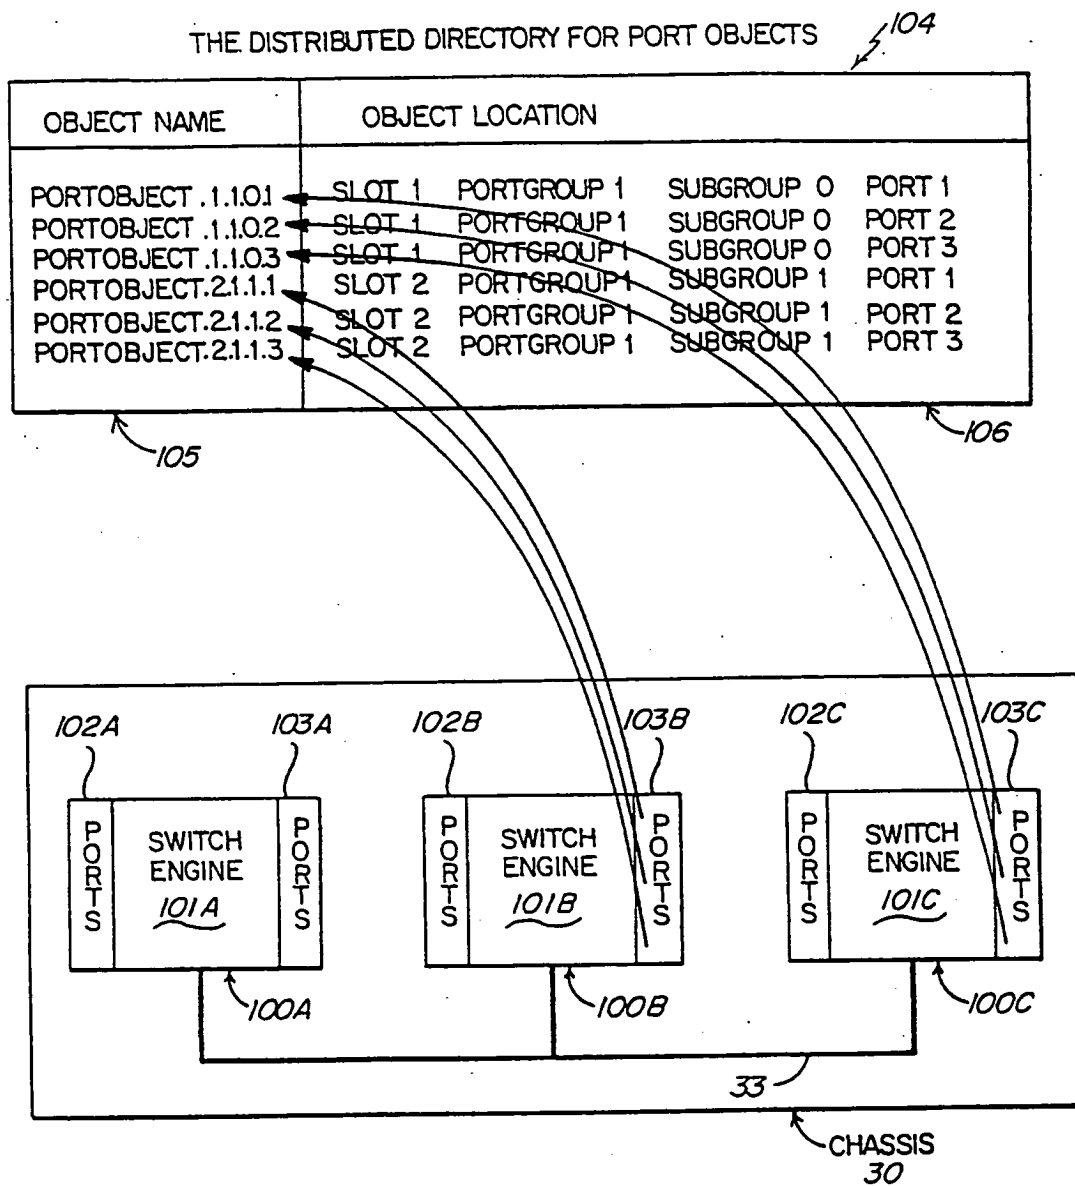 THE DISTRIBUTED DIRECTORY FOR PORT OBJECTS
104
OBJECT NAME OBJECT LOCATION
PORTOBJECT .1.1.0.1 SLOT 1 PORTGROUP 1 SUBGROUP 0 PORT 1
PORTOBJECT .1.1.0.2 SLOT 1 PORTGROUP 1 SUBGROUP 0 PORT 2
PORTOBJECT .1.1.0.3 SLOT 1 PORTGROUP 1 SUBGROUP 0 PORT 3
PORTOBJECT.2.1.1.1 SLOT 2 PORTGROUP 1 SUBGROUP 1 PORT 1
PORTOBJECT.2.1.1.2 SLOT 2 PORTGROUP 1 SUBGROUP 1 PORT 2
PORTOBJECT.2.1.1.3 SLOT 2 PORTGROUP 1 SUBGROUP 1 PORT 3
105
106
102A 103A 102B 103B 102C 103C
PORTS
SWITCH
ENGINE
101A
PORTS
PORTS
SWITCH
ENGINE
101B
PORTS
PORTS
SWITCH
ENGINE
101C
PORTS
100A 100B 100C
33
CHASSIS
30